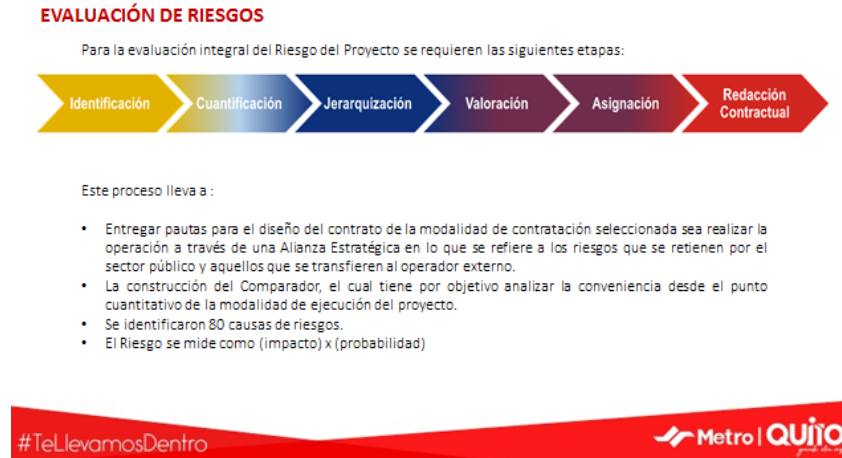 EVALUACIÓN DE RIESGOS
Para la evaluación integral del Riesgo del Proyecto se requieren las siguientes etapas:
Identificación
Cuantificación
Jerarquización
Valoración
Asignación
Redacción
Contractual
Este proceso lleva a :
• Entregar pautas para el diseño del contrato de la modalidad de contratación seleccionada sea realizar la
operación a través de una Alianza Estratégica en lo que se refiere a los riesgos que se retienen por el
sector público y aquellos que se transfieren al operador externo.
• La construcción del Comparador, el cual tiene por objetivo analizar la conveniencia desde el punto
cuantitativo de la modalidad de ejecución del proyecto.
• Se identificaron 80 causas de riesgos.
• El Riesgo se mide como (impacto) x (probabilidad)
#TeLlevamosDentro
Metro | QUITO